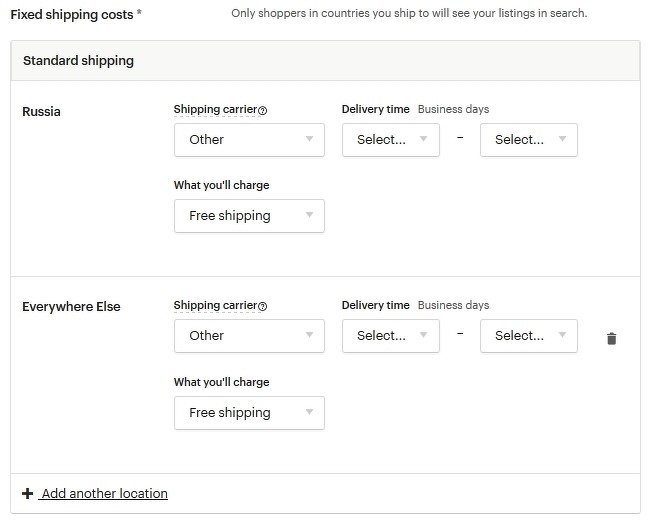 Fixed shipping costs * Only shoppers in countries you ship to will see your listings in search.
Standard shipping
Russia Shipping carrier? Delivery time Business days
Other Select... – Select...
What you'll charge
Free shipping
Everywhere Else Shipping carrier? Delivery time Business days
Other Select... – Select...
What you'll charge
Free shipping
+ Add another location